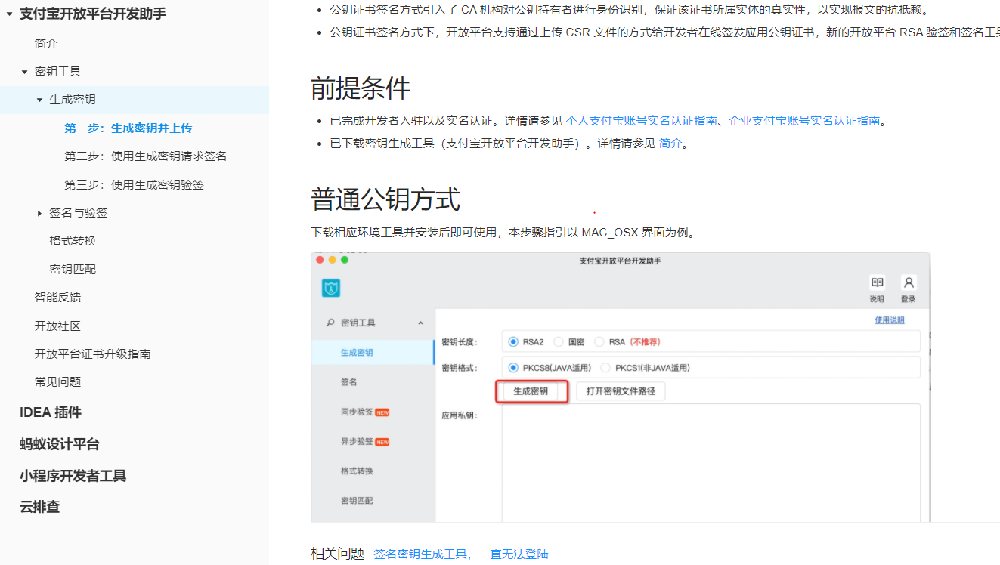 支付宝开放平台开发助手
简介
密钥工具
生成密钥
第一步：生成密钥并上传
第二步：使用生成密钥请求签名
第三步：使用生成密钥验签
签名与验签
格式转换
密钥匹配
智能反馈
开放社区
开放平台证书升级指南
常见问题
IDEA 插件
蚂蚁设计平台
小程序开发者工具
云排查
公钥证书签名方式引入了 CA 机构对公钥持有者进行身份识别，保证该证书所属实体的真实性，以实现报文的抗抵赖。
公钥证书签名方式下，开放平台支持通过上传 CSR 文件的方式给开发者在线签发应用公钥证书，新的开放平台 RSA 验签和签名工
前提条件
已完成开发者入驻以及实名认证。详情请参见 个人支付宝账号实名认证指南、企业支付宝账号实名认证指南。
已下载密钥生成工具（支付宝开放平台开发助手）。详情请参见 简介。
普通公钥方式
下载相应环境工具并安装后即可使用，本步骤指引以 MAC_OSX 界面为例。
支付宝开放平台开发助手
说明 登录
密钥工具
生成密钥
签名
同步验签 NEW
异步验签 NEW
格式转换
密钥匹配
使用说明
密钥长度： RSA2 国密 RSA（不推荐）
密钥格式： PKCS8(JAVA适用) PKCS1(非JAVA适用)
生成密钥 打开密钥文件路径
应用私钥：
相关问题 签名密钥生成工具，一直无法登陆